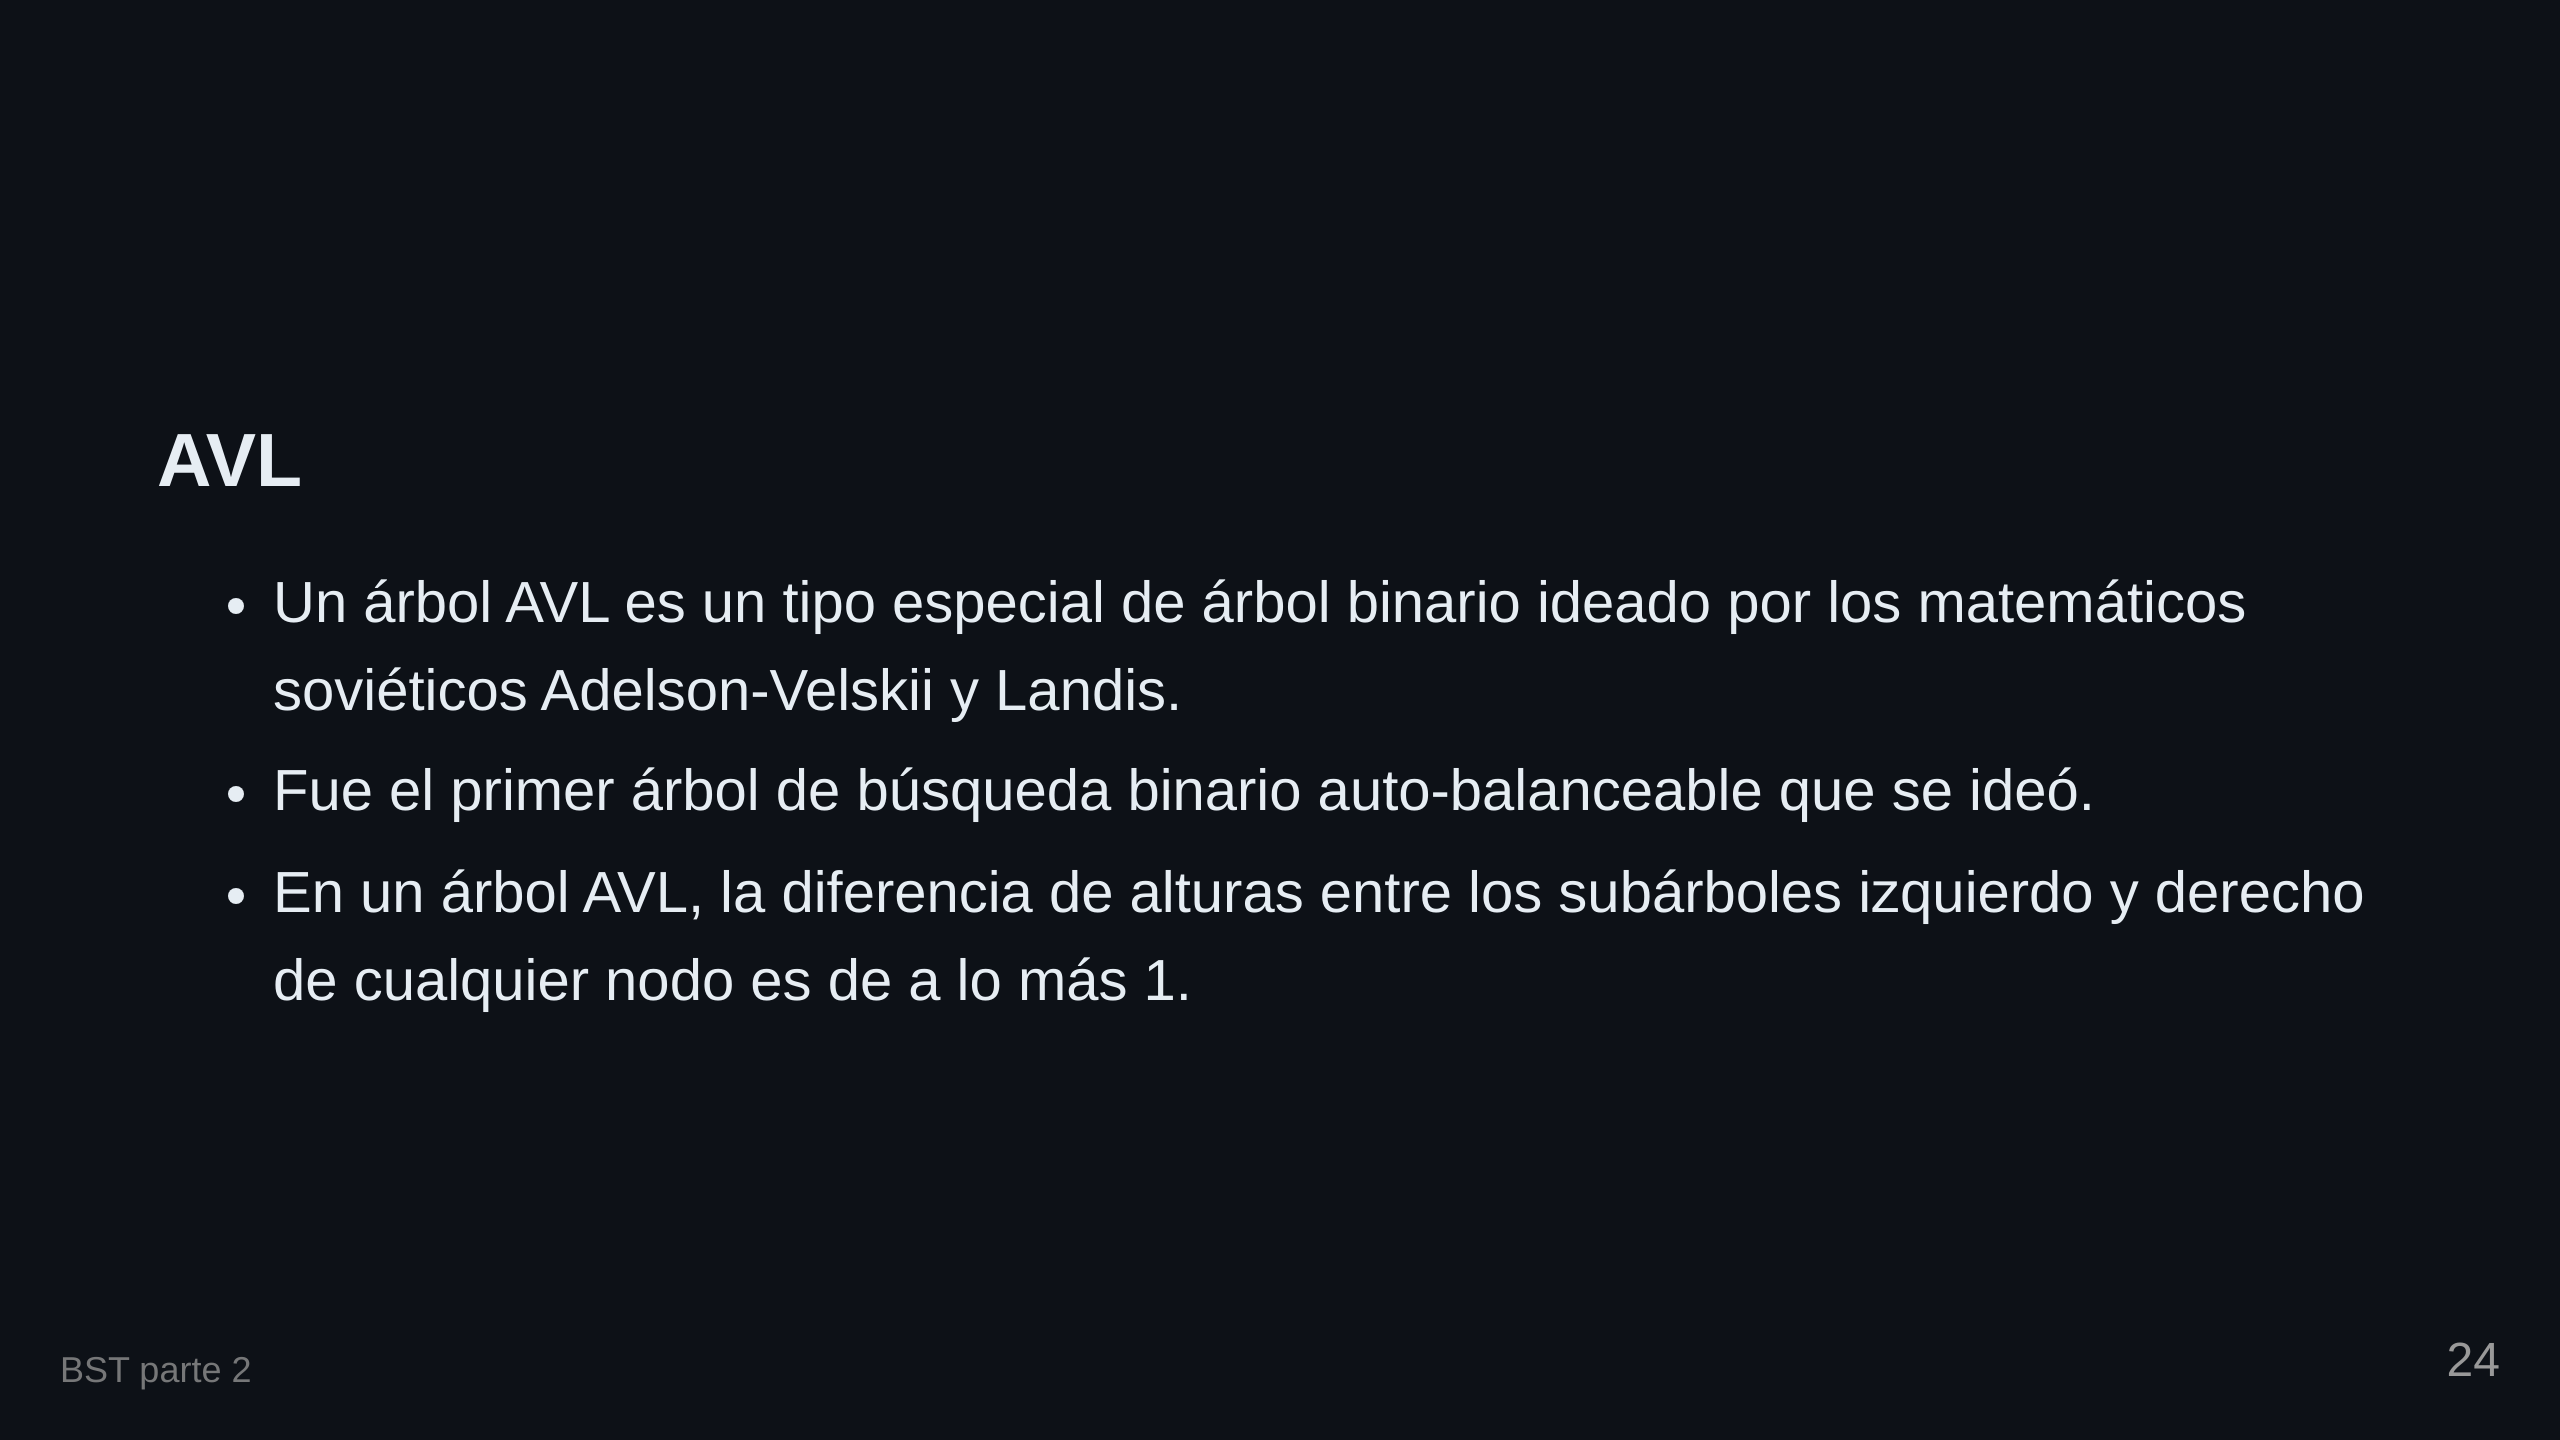 AVL
• Un árbol AVL es un tipo especial de árbol binario ideado por los matemáticos
soviéticos Adelson-Velskii y Landis.
• Fue el primer árbol de búsqueda binario auto-balanceable que se ideó.
• En un árbol AVL, la diferencia de alturas entre los subárboles izquierdo y derecho
de cualquier nodo es de a lo más 1.
BST parte 2
24